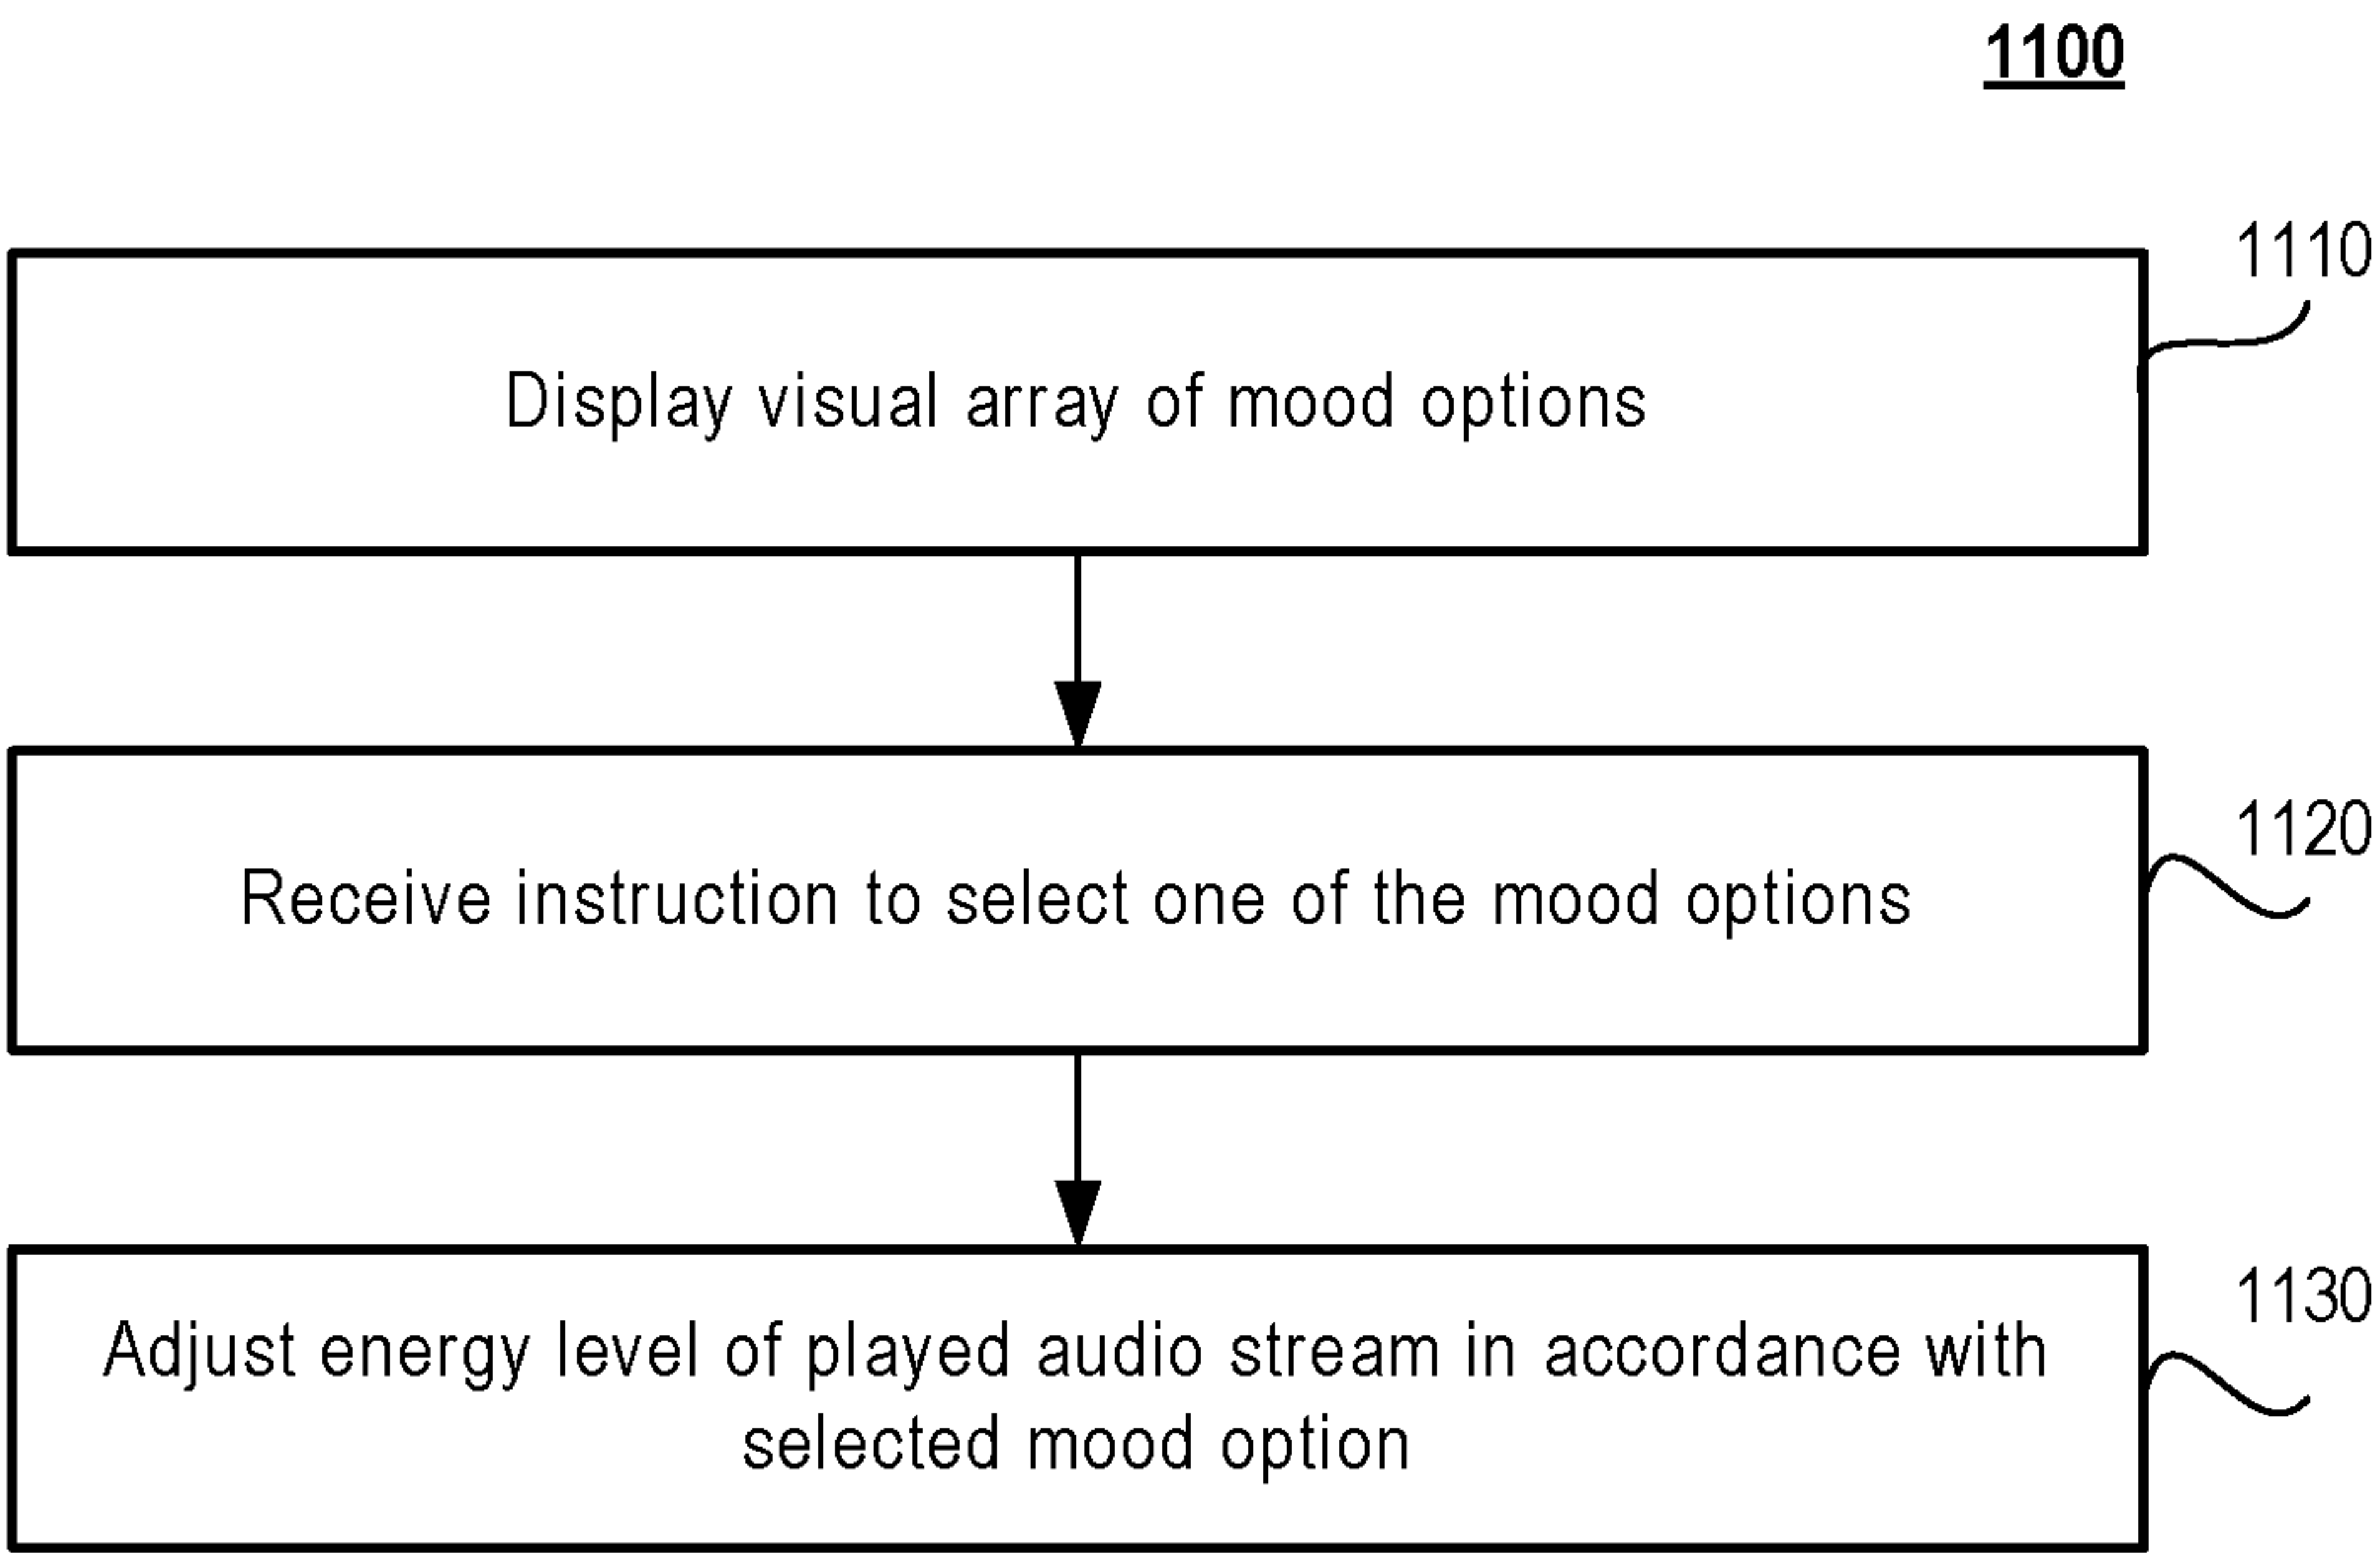 1100
1110
Display visual array of mood options
1120
Receive instruction to select one of the mood options
1130
Adjust energy level of played audio stream in accordance with
selected mood option